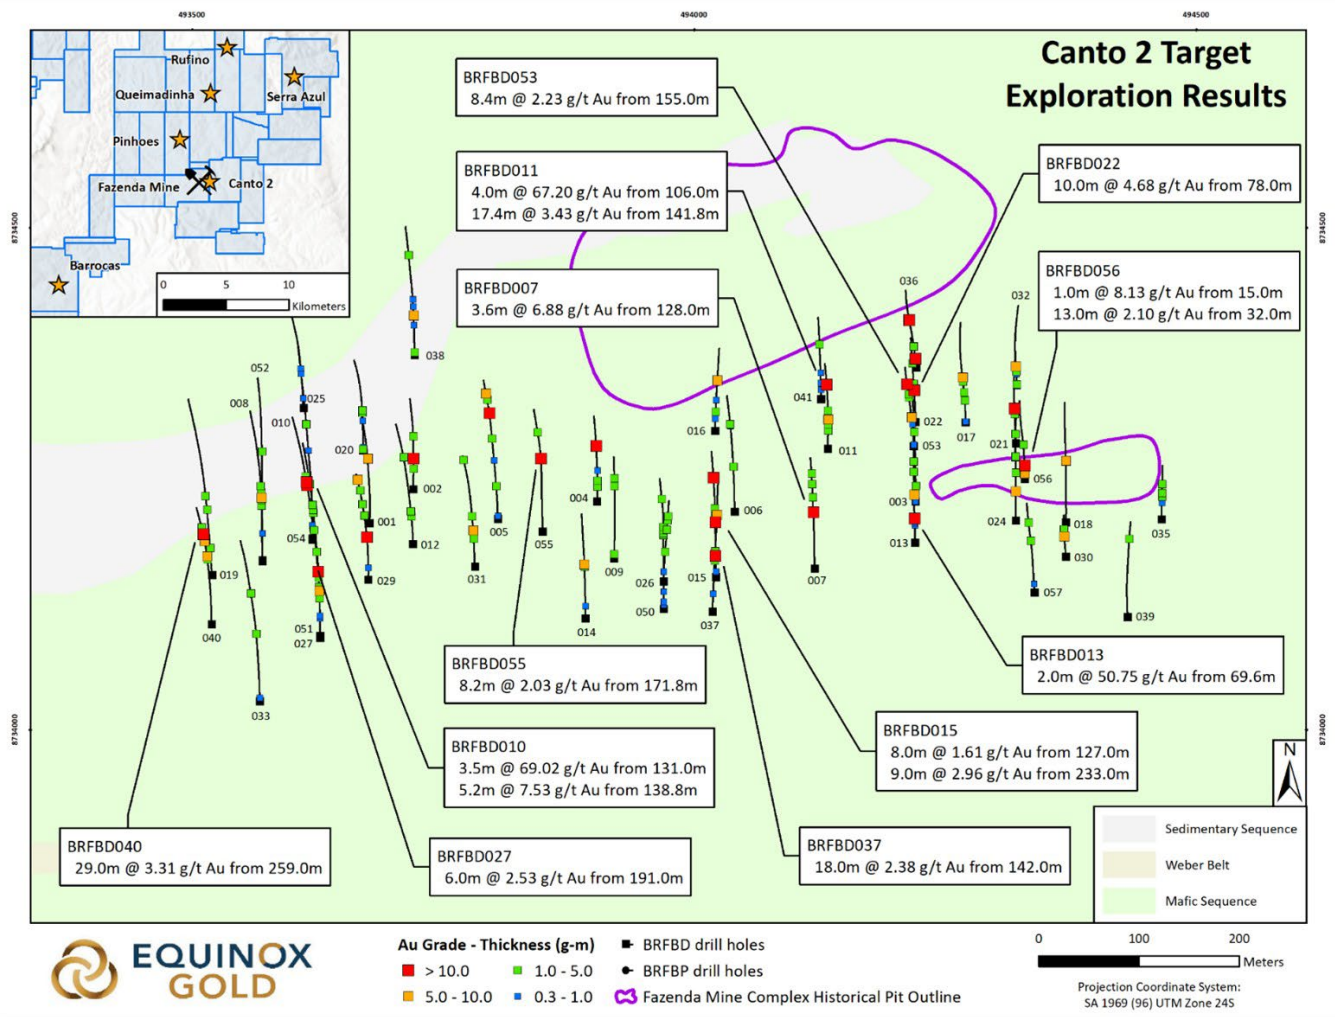 493500
494000
494500
Canto 2 Target
Exploration Results
Rufino
Serra Azul
Queimadinha
Pinhoes
Fazenda Mine
Canto 2
Barrocas
0 5 10
Kilometers
8734500
8734500
8734000
8734000
BRFBD053
8.4m @ 2.23 g/t Au from 155.0m
BRFBD011
4.0m @ 67.20 g/t Au from 106.0m
17.4m @ 3.43 g/t Au from 141.8m
BRFBD022
10.0m @ 4.68 g/t Au from 78.0m
BRFBD007
3.6m @ 6.88 g/t Au from 128.0m
BRFBD056
1.0m @ 8.13 g/t Au from 15.0m
13.0m @ 2.10 g/t Au from 32.0m
036
032
038
052
008
025
010
041
020
016
022
017
021
053
011
002
056
004
003
006
001
005
024
018
035
054
055
012
013
030
019
031
009
007
029
026
015
057
050
014
037
039
040
051
027
033
BRFBD055
8.2m @ 2.03 g/t Au from 171.8m
BRFBD013
2.0m @ 50.75 g/t Au from 69.6m
BRFBD010
3.5m @ 69.02 g/t Au from 131.0m
5.2m @ 7.53 g/t Au from 138.8m
BRFBD015
8.0m @ 1.61 g/t Au from 127.0m
9.0m @ 2.96 g/t Au from 233.0m
BRFBD040
29.0m @ 3.31 g/t Au from 259.0m
BRFBD027
6.0m @ 2.53 g/t Au from 191.0m
BRFBD037
18.0m @ 2.38 g/t Au from 142.0m
N
Sedimentary Sequence
Weber Belt
Mafic Sequence
EQUINOX
GOLD
Au Grade - Thickness (g-m)
> 10.0
1.0 - 5.0
5.0 - 10.0
0.3 - 1.0
BRFBD drill holes
BRFBP drill holes
Fazenda Mine Complex Historical Pit Outline
0 100 200
Meters
Projection Coordinate System:
SA 1969 (96) UTM Zone 24S